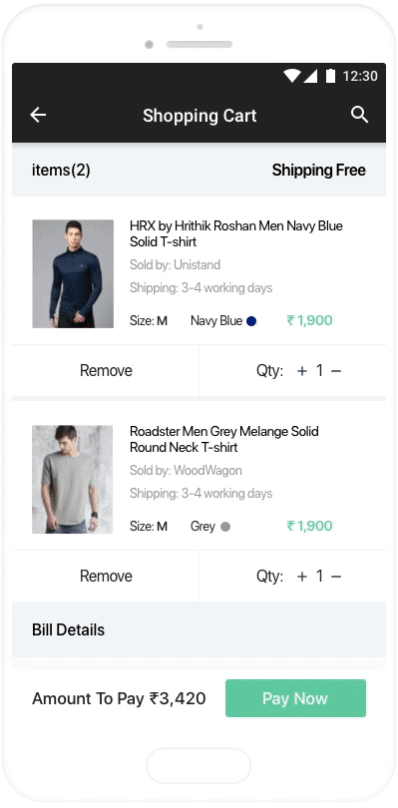 12:30
Shopping Cart
items(2) Shipping Free
HRX by Hrithik Roshan Men Navy Blue
Solid T-shirt
Sold by: Unistand
Shipping: 3-4 working days
Size: M Navy Blue ₹ 1,900
Remove Qty: + 1 −
Roadster Men Grey Melange Solid
Round Neck T-shirt
Sold by: WoodWagon
Shipping: 3-4 working days
Size: M Grey ₹ 1,900
Remove Qty: + 1 −
Bill Details
Amount To Pay ₹3,420 Pay Now